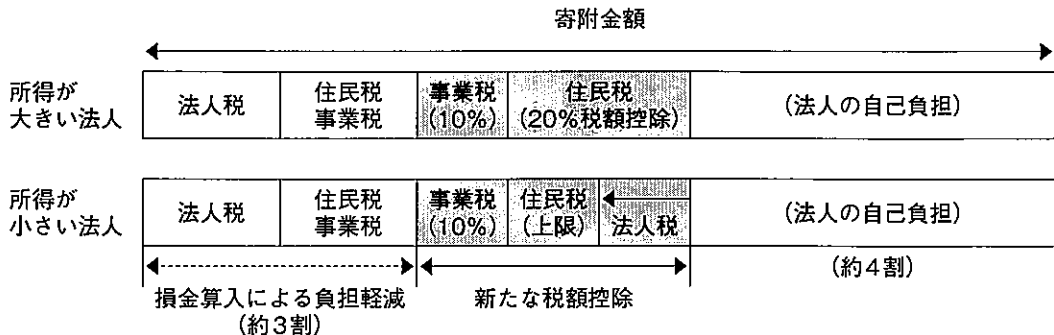 寄附金額
所得が
大きい法人
法人税
住民税
事業税
事業税
(10%)
住民税
(20%税額控除)
(法人の自己負担)
所得が
小さい法人
法人税
住民税
事業税
事業税
(10%)
住民税
(上限)
法人税
(法人の自己負担)
損金算入による負担軽減
(約3割)
新たな税額控除
(約4割)